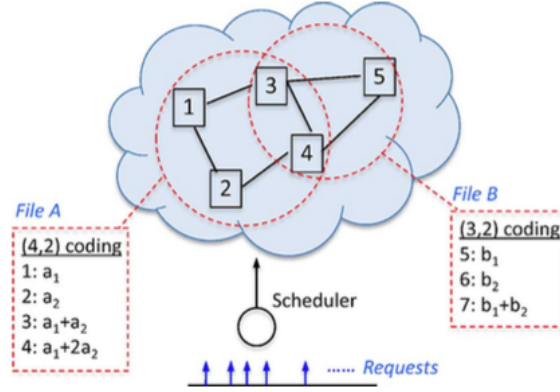 1
3
5
2
4
File A
(4,2) coding
1: a₁
2: a₂
3: a₁+a₂
4: a₁+2a₂
File B
(3,2) coding
5: b₁
6: b₂
7: b₁+b₂
Scheduler
...... Requests